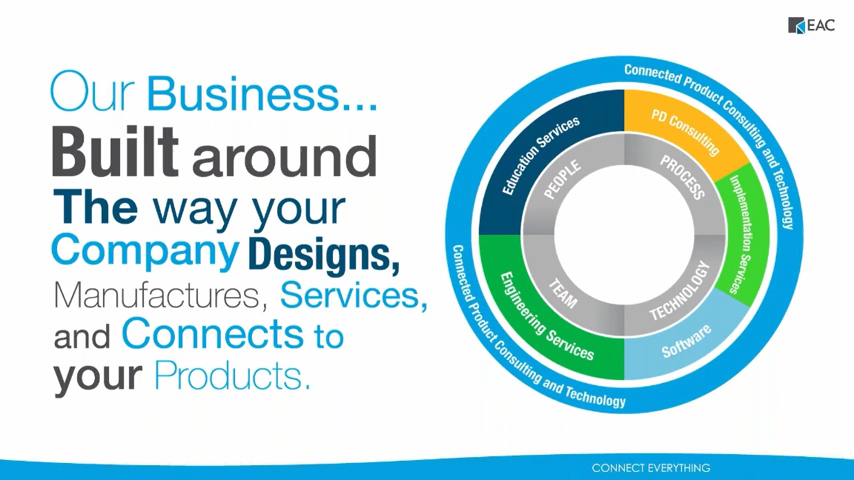 EAC
Our Business...
Built around
The way your
Company Designs,
Manufactures, Services,
and Connects to
your Products.
Connected Product Consulting and Technology
Education Services
PD Consulting
PEOPLE
PROCESS
Implementation Services
TEAM
TECHNOLOGY
Engineering Services
Software
Connected Product Consulting and Technology
CONNECT EVERYTHING